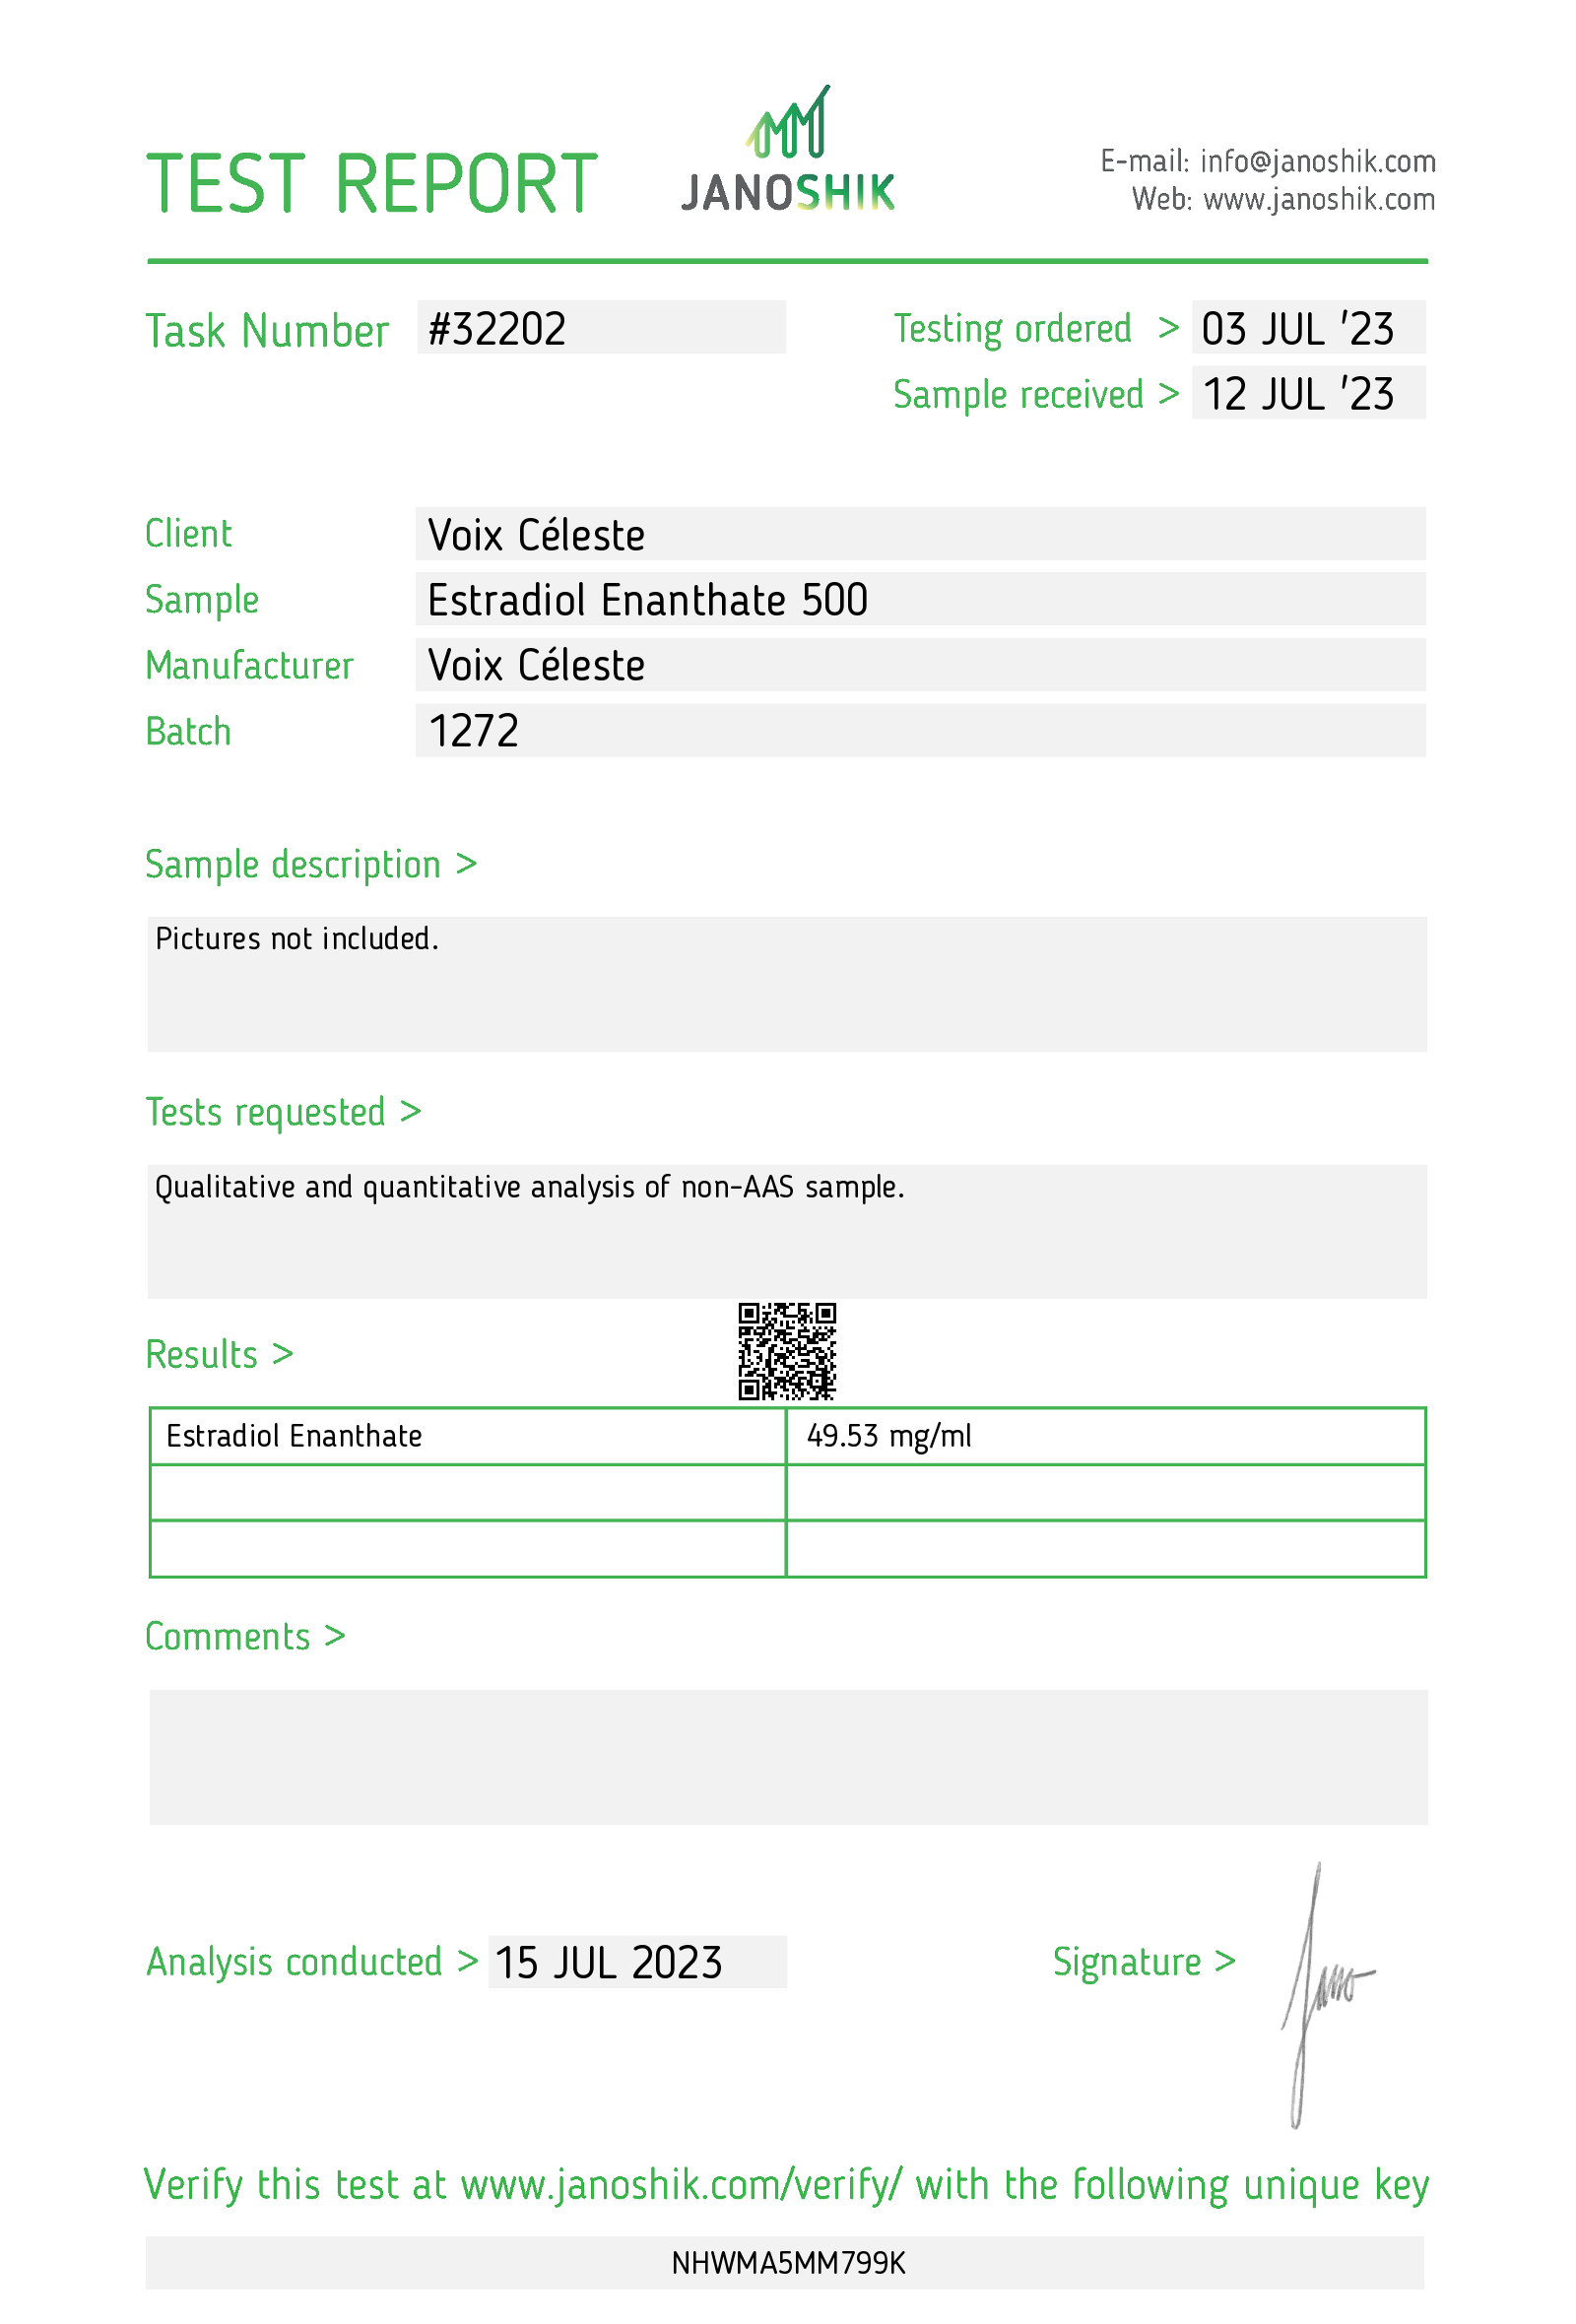 TEST REPORT
JANOSHIK
E-mail: info@janoshik.com
Web: www.janoshik.com
Task Number #32202
Testing ordered > 03 JUL '23
Sample received > 12 JUL '23
Client Voix Céleste
Sample Estradiol Enanthate 500
Manufacturer Voix Céleste
Batch 1272
Sample description >
Pictures not included.
Tests requested >
Qualitative and quantitative analysis of non-AAS sample.
Results >
Estradiol Enanthate 49.53 mg/ml
Comments >
Analysis conducted > 15 JUL 2023
Signature > Jano
Verify this test at www.janoshik.com/verify/ with the following unique key
NHWMA5MM799K